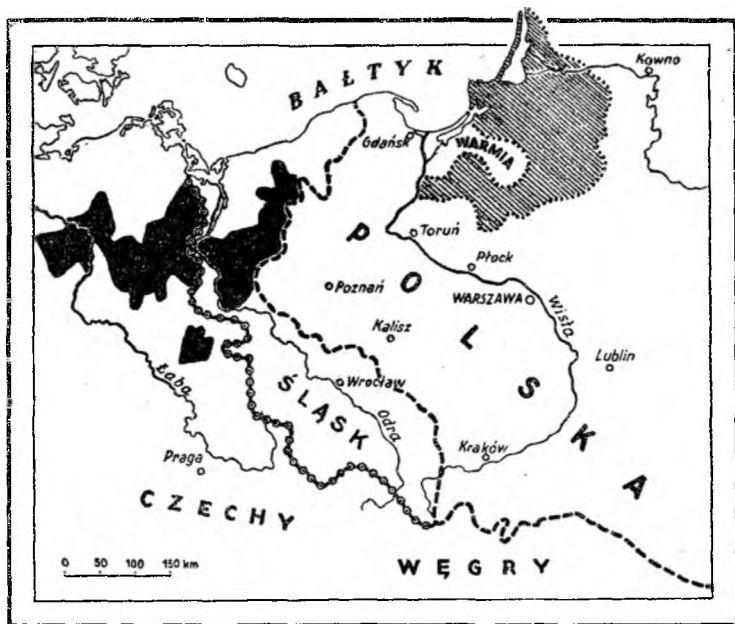 BAŁTYK
Kowno
Gdańsk
WARMIA
Toruń
Płock
POLSKA
Poznań
WARSZAWA
Wisła
Kalisz
Lublin
Łaba
Wrocław
ŚLĄSK
Odra
Praga
Kraków
CZECHY
WĘGRY
0 50 100 150 km